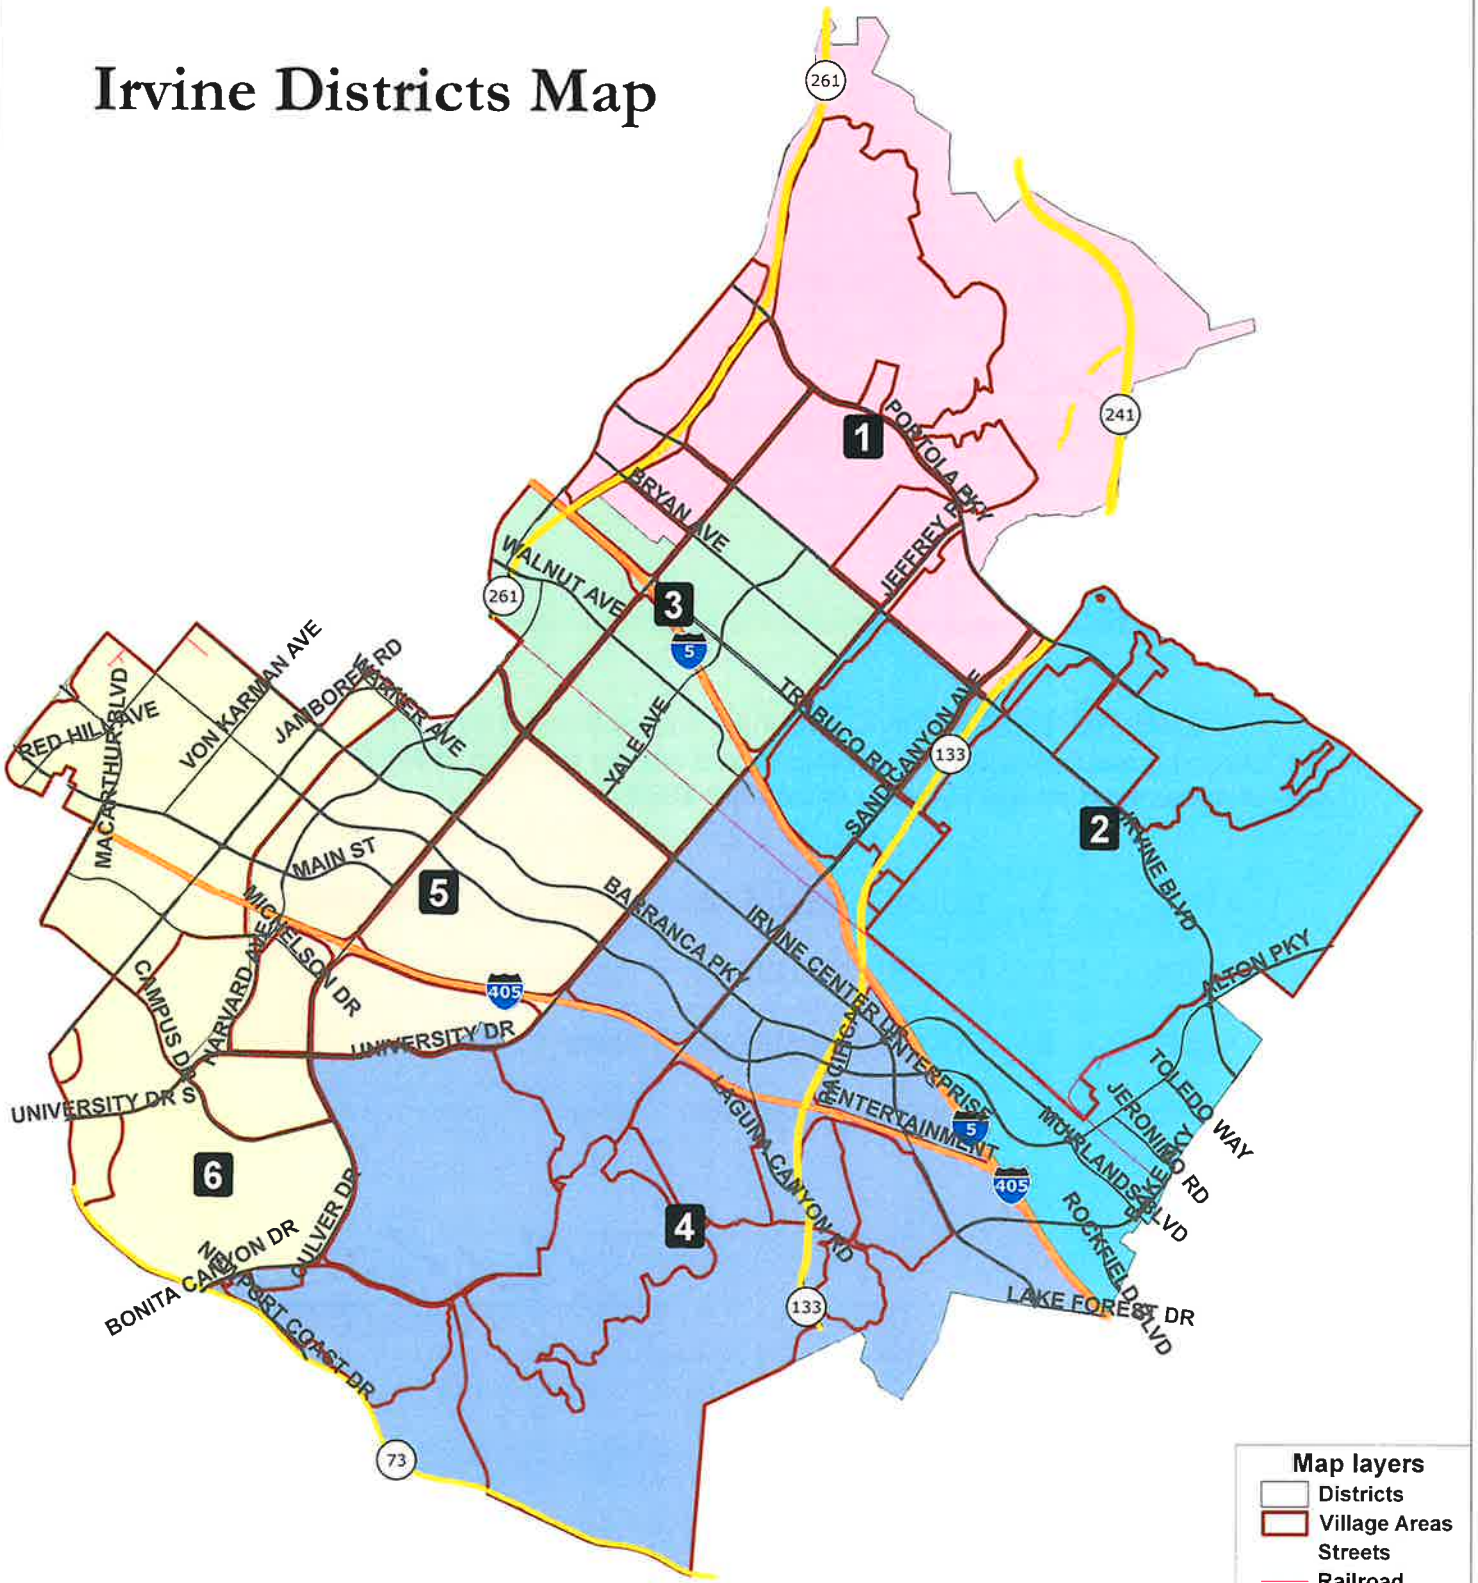 Irvine Districts Map
261
241
1
PORTOLA PKY
BRYAN AVE
JEFFREY R
WALNUT AVE
261
3
5
VON KARMAN AVE
JAMBOREE RD
WARNER AVE
MACARTHUR BLVD
RED HILL AVE
YALE AVE
TRABUCO RD
SAND CANYON AVE
133
2
IRVINE BLVD
MAIN ST
5
MICHELSON DR
BARRANCA PKY
IRVINE CENTER DR
ALTON PKY
HARVARD AVE
CAMPUS DR
405
UNIVERSITY DR
PACIFICA
ENTERPRISE
UNIVERSITY DR S
LAGUNA CANYON RD
ENTERTAINMENT
5
MUIRLANDS BLVD
JERONIMO RD
TOLEDO WAY
LAKE
KY
6
405
CULVER DR
4
ROCKFIELD BLVD
BONITA CANYON DR
NEWPORT COAST DR
133
LAKE FOREST DR
73
Map layers
Districts
Village Areas
Streets
Railroad